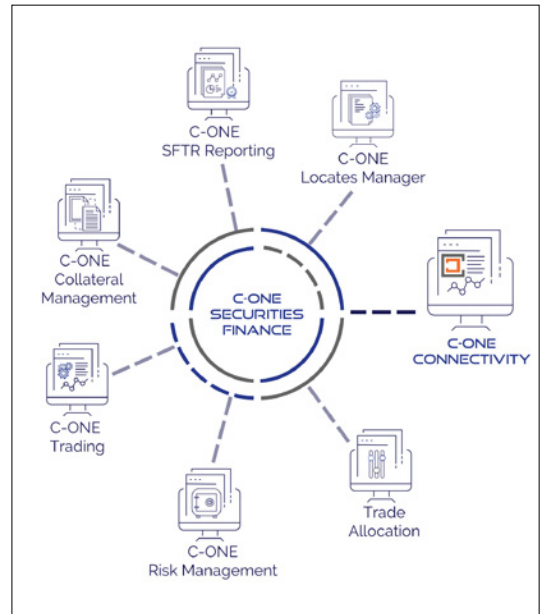 C-ONE
SFTR Reporting
C-ONE
Locates Manager
C-ONE
Collateral
Management
C-ONE
SECURITIES
FINANCE
C-ONE
CONNECTIVITY
C-ONE
Trading
Trade
Allocation
C-ONE
Risk Management